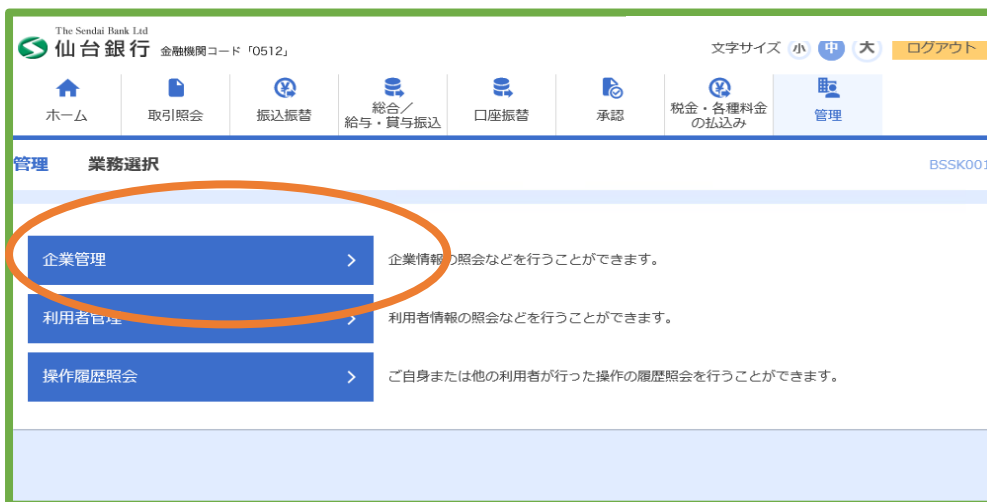 The Sendai Bank Ltd
仙台銀行 金融機関コード「0512」
文字サイズ 小 中 大 ログアウト
ホーム
取引照会
振込振替
総合／
給与・賞与振込
口座振替
承認
税金・各種料金
の払込み
管理
管理 業務選択
BSSK001
企業管理
企業情報の照会などを行うことができます。
利用者管理
利用者情報の照会などを行うことができます。
操作履歴照会
ご自身または他の利用者が行った操作の履歴照会を行うことができます。